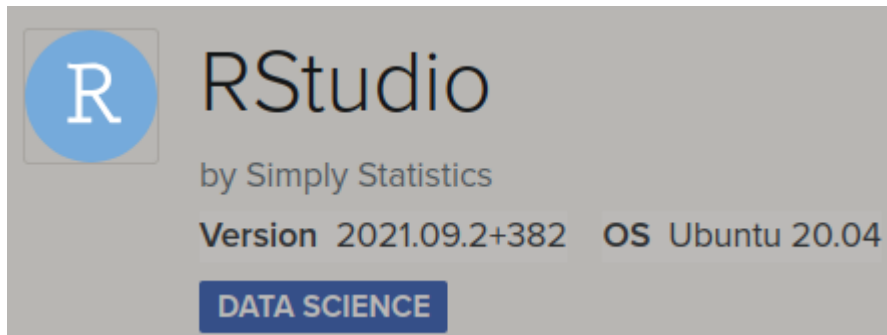 R
RStudio
by Simply Statistics
Version 2021.09.2+382 OS Ubuntu 20.04
DATA SCIENCE